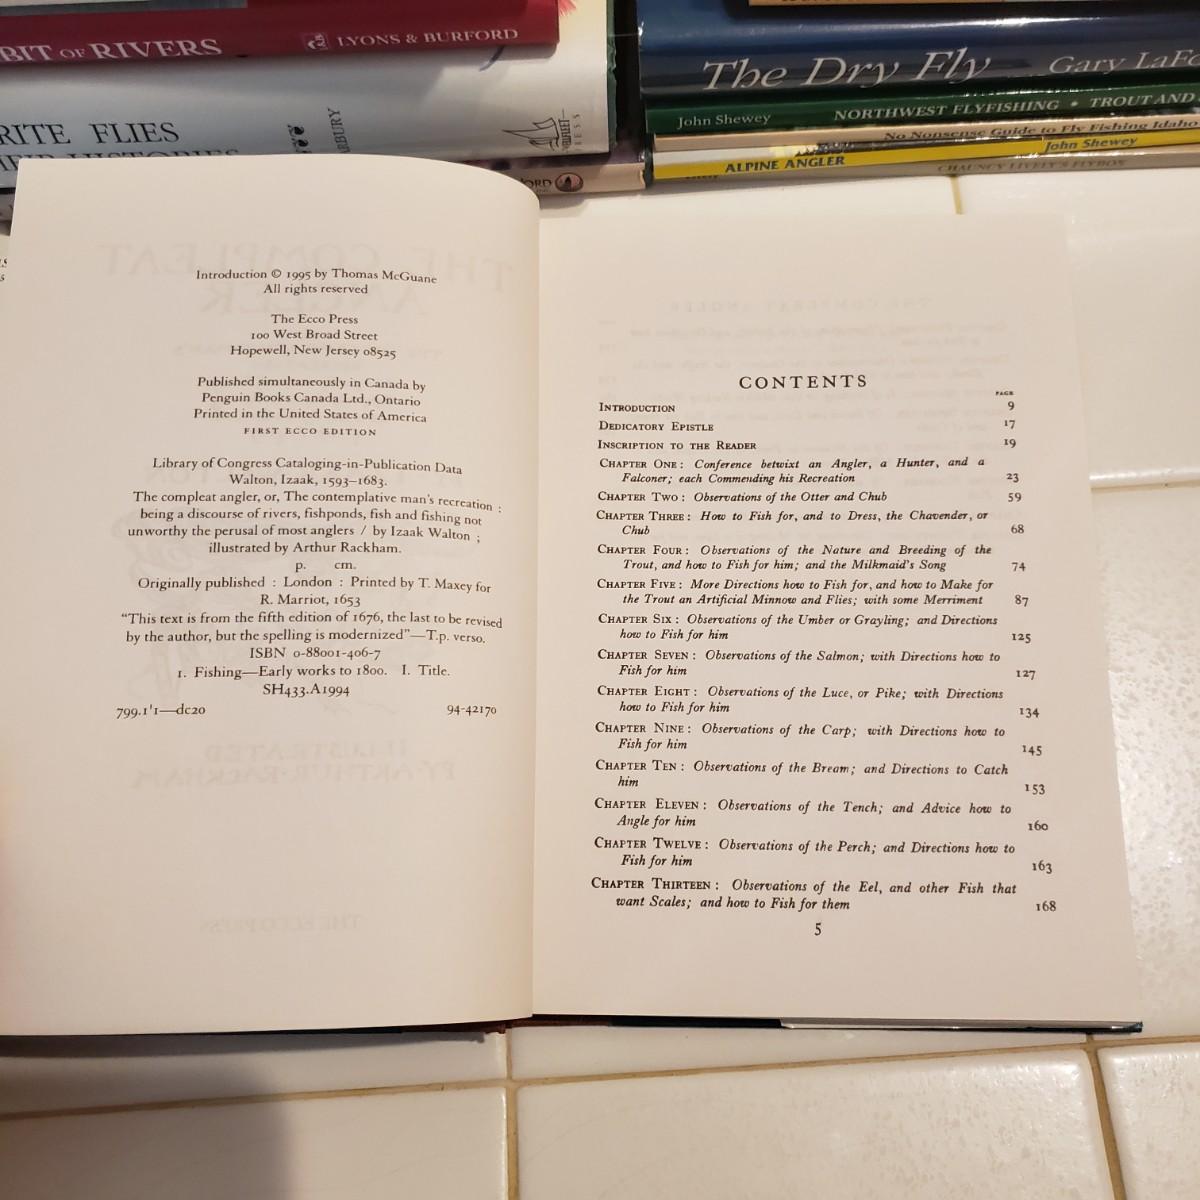 BIT OF RIVERS
LYONS & BURFORD
RITE FLIES
The Dry Fly
Gary LaFo
John Shewey
NORTHWEST FLYFISHING • TROUT AND
No Nonsense Guide to Fly Fishing Idaho
John Shewey
ALPINE ANGLER
Introduction © 1995 by Thomas McGuane
All rights reserved
The Ecco Press
100 West Broad Street
Hopewell, New Jersey 08525
Published simultaneously in Canada by
Penguin Books Canada Ltd., Ontario
Printed in the United States of America
FIRST ECCO EDITION
Library of Congress Cataloging-in-Publication Data
Walton, Izaak, 1593–1683.
The compleat angler, or, The contemplative man's recreation :
being a discourse of rivers, fishponds, fish and fishing not
unworthy the perusal of most anglers / by Izaak Walton ;
illustrated by Arthur Rackham.
p. cm.
Originally published : London : Printed by T. Maxey for
R. Marriot, 1653
“This text is from the fifth edition of 1676, the last to be revised
by the author, but the spelling is modernized”—T.p. verso.
ISBN 0-88001-406-7
1. Fishing—Early works to 1800. I. Title.
SH433.A1994
799.1'1—dc20 94-42170
CONTENTS
PAGE
INTRODUCTION 9
DEDICATORY EPISTLE 17
INSCRIPTION TO THE READER 19
CHAPTER ONE: Conference betwixt an Angler, a Hunter, and a
Falconer; each Commending his Recreation 23
CHAPTER TWO: Observations of the Otter and Chub 59
CHAPTER THREE: How to Fish for, and to Dress, the Chavender, or
Chub 68
CHAPTER FOUR: Observations of the Nature and Breeding of the
Trout, and how to Fish for him; and the Milkmaid's Song 74
CHAPTER FIVE: More Directions how to Fish for, and how to Make for
the Trout an Artificial Minnow and Flies; with some Merriment 87
CHAPTER SIX: Observations of the Umber or Grayling; and Directions
how to Fish for him 125
CHAPTER SEVEN: Observations of the Salmon; with Directions how to
Fish for him 127
CHAPTER EIGHT: Observations of the Luce, or Pike; with Directions
how to Fish for him 134
CHAPTER NINE: Observations of the Carp; with Directions how to
Fish for him 145
CHAPTER TEN: Observations of the Bream; and Directions to Catch
him 153
CHAPTER ELEVEN: Observations of the Tench; and Advice how to
Angle for him 160
CHAPTER TWELVE: Observations of the Perch; and Directions how to
Fish for him 163
CHAPTER THIRTEEN: Observations of the Eel, and other Fish that
want Scales; and how to Fish for them 168
5